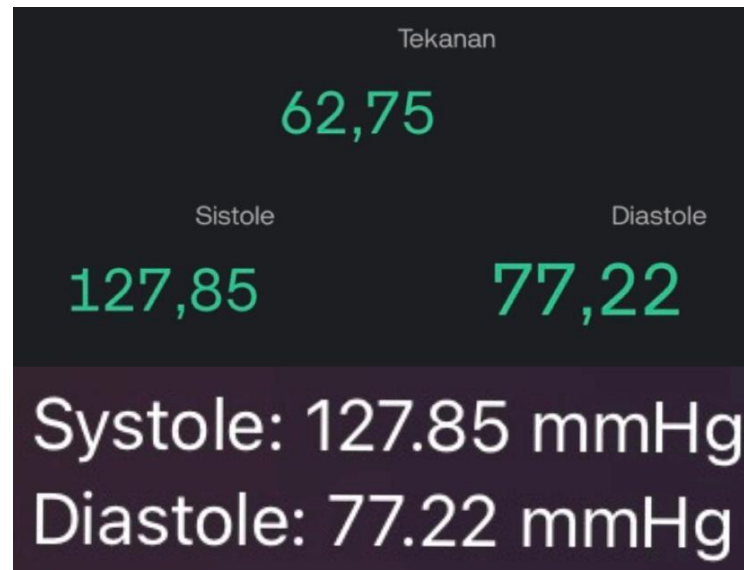 Tekanan
62,75
Sistole Diastole
127,85 77,22
Systole: 127.85 mmHg
Diastole: 77.22 mmHg